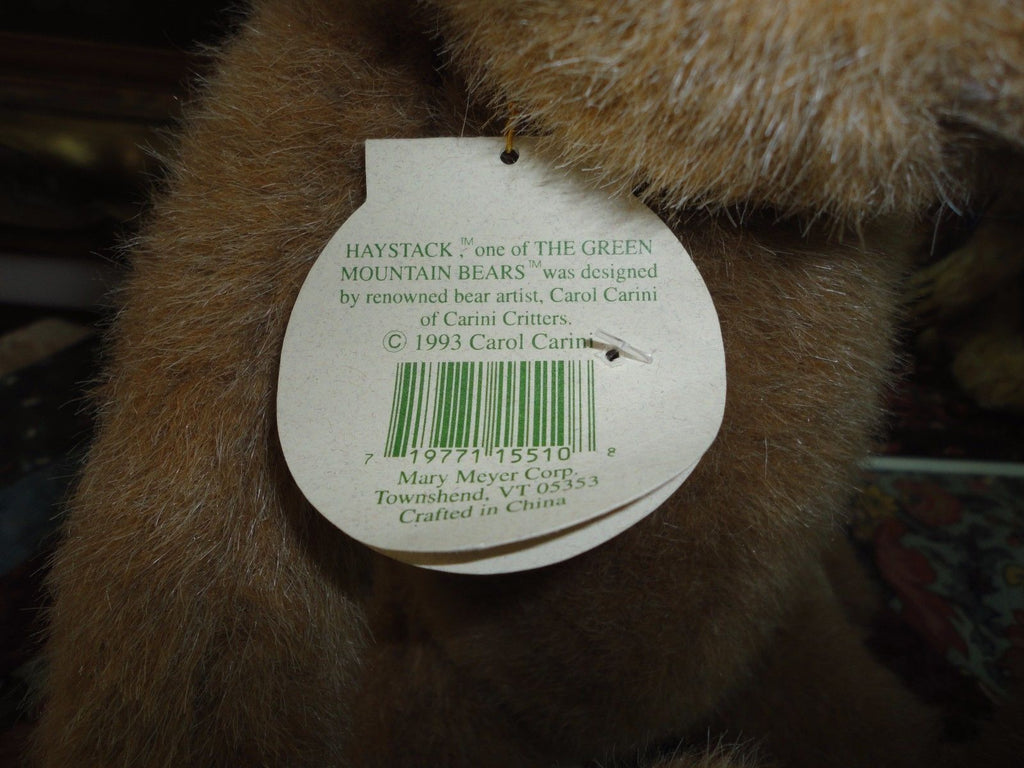 HAYSTACK,™ one of THE GREEN
MOUNTAIN BEARS™ was designed
by renowned bear artist, Carol Carini
of Carini Critters.
© 1993 Carol Carini
7 19771 15510 8
Mary Meyer Corp.
Townshend, VT 05353
Crafted in China